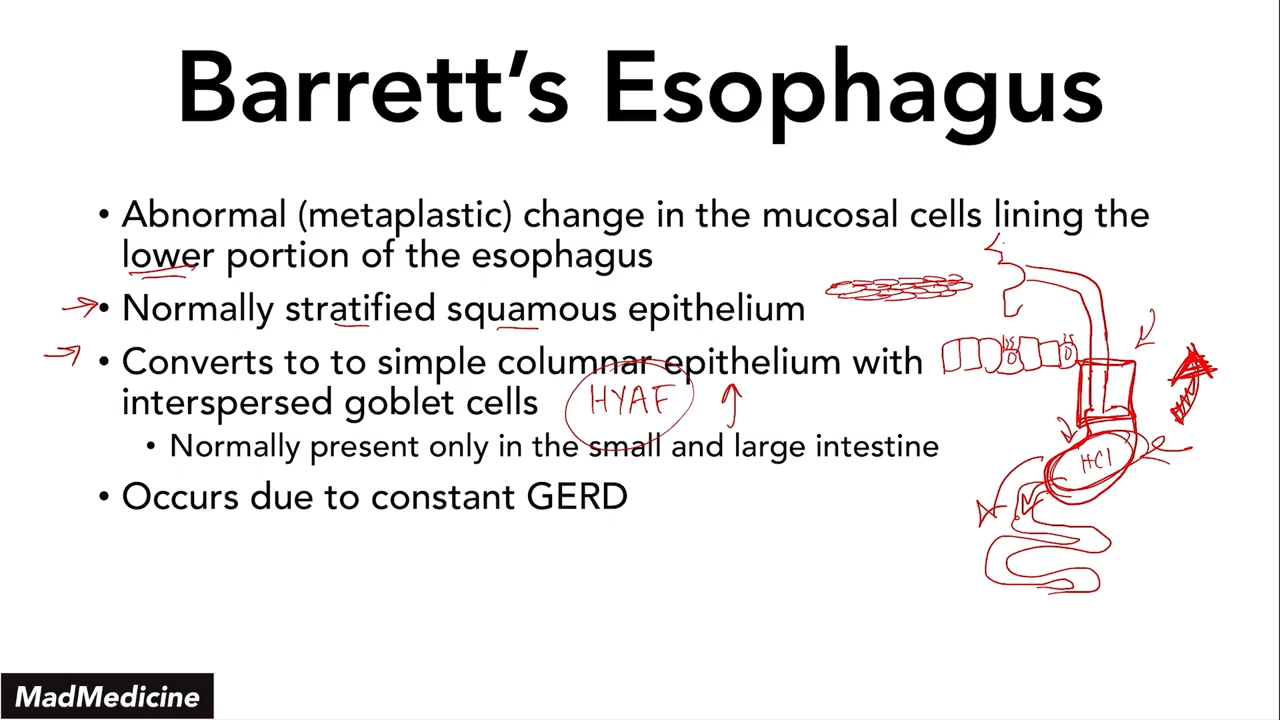 Barrett’s Esophagus
• Abnormal (metaplastic) change in the mucosal cells lining the
lower portion of the esophagus
• Normally stratified squamous epithelium
• Converts to to simple columnar epithelium with
interspersed goblet cells
HYAF
• Normally present only in the small and large intestine
HCl
• Occurs due to constant GERD
MadMedicine